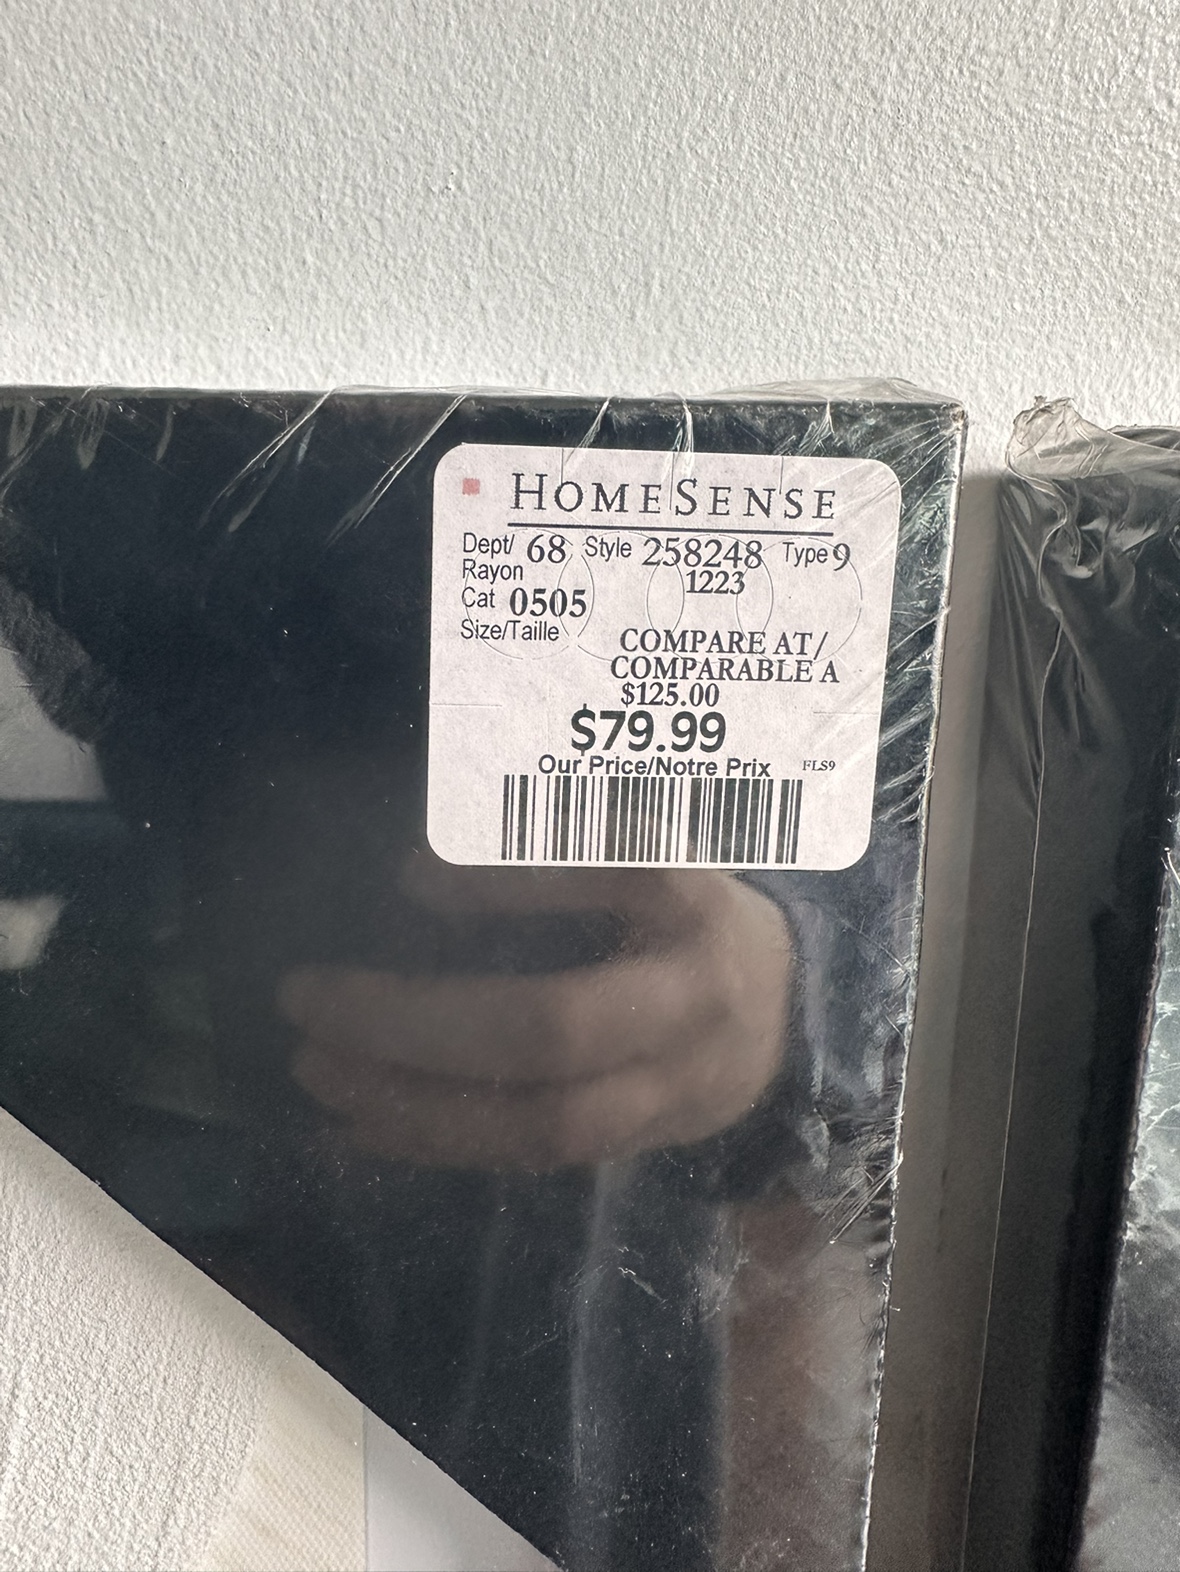 HOMESENSE
Dept/ 68 Style 258248 Type 9
Rayon 1223
Cat 0505
Size/Taille
COMPARE AT/
COMPARABLE A
$125.00
$79.99
Our Price/Notre Prix FLS9